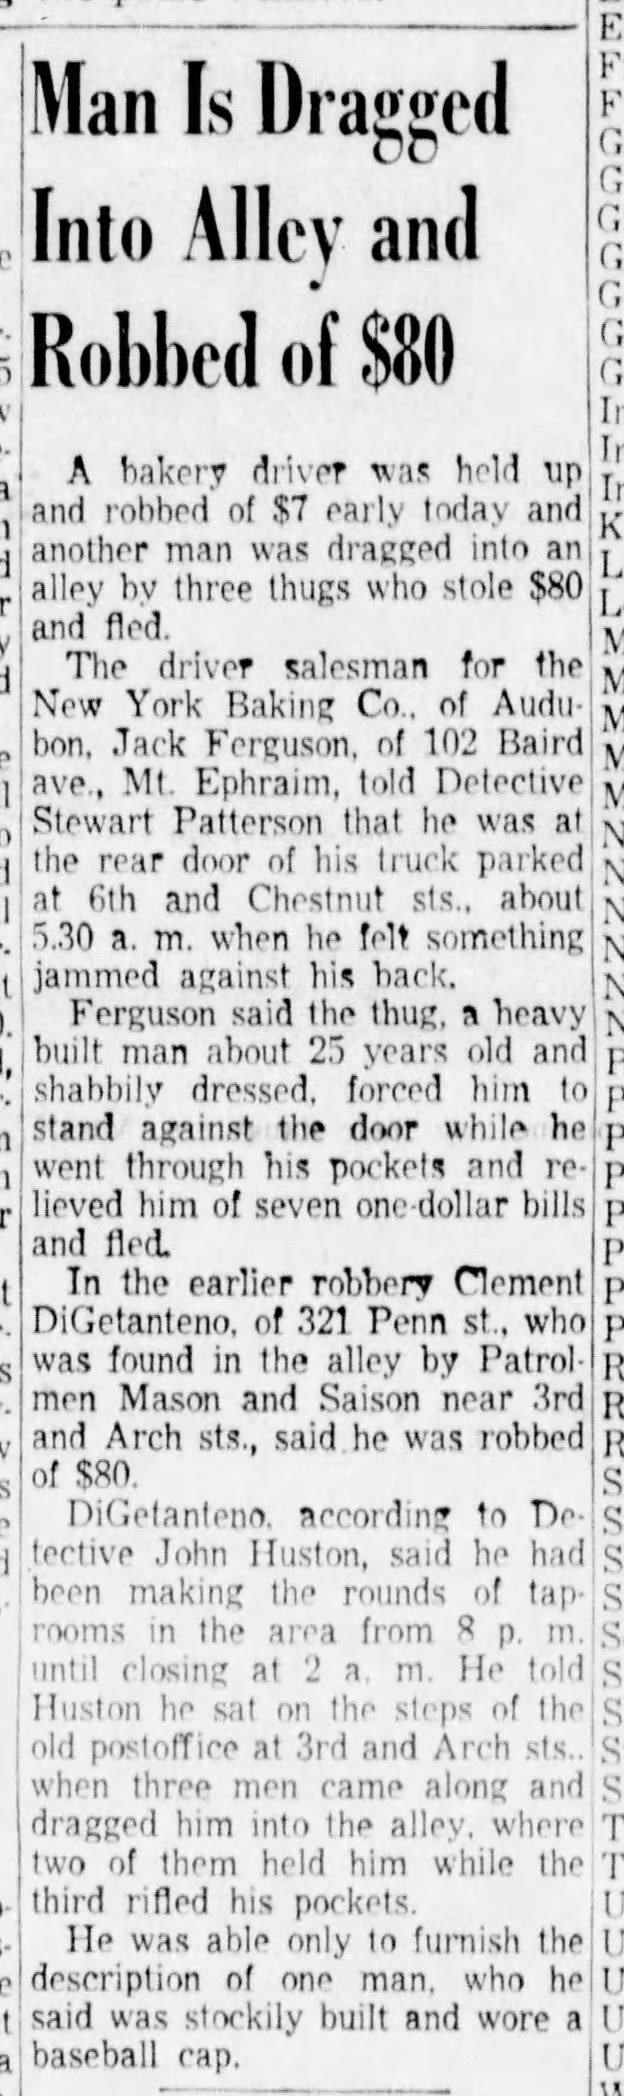 Man Is Dragged
Into Alley and
Robbed of $80
A bakery driver was held up
and robbed of $7 early today and
another man was dragged into an
alley by three thugs who stole $80
and fled.
The driver salesman for the
New York Baking Co., of Audu-
bon, Jack Ferguson, of 102 Baird
ave., Mt. Ephraim, told Detective
Stewart Patterson that he was at
the rear door of his truck parked
at 6th and Chestnut sts., about
5.30 a. m. when he felt something
jammed against his back.
Ferguson said the thug, a heavy
built man about 25 years old and
shabbily dressed, forced him to
stand against the door while he
went through his pockets and re-
lieved him of seven one-dollar bills
and fled.
In the earlier robbery Clement
DiGetanteno, of 321 Penn st., who
was found in the alley by Patrol-
men Mason and Saison near 3rd
and Arch sts., said he was robbed
of $80.
DiGetanteno, according to De-
tective John Huston, said he had
been making the rounds of tap-
rooms in the area from 8 p. m.
until closing at 2 a. m. He told
Huston he sat on the steps of the
old postoffice at 3rd and Arch sts..
when three men came along and
dragged him into the alley, where
two of them held him while the
third rifled his pockets.
He was able only to furnish the
description of one man, who he
said was stockily built and wore a
baseball cap.